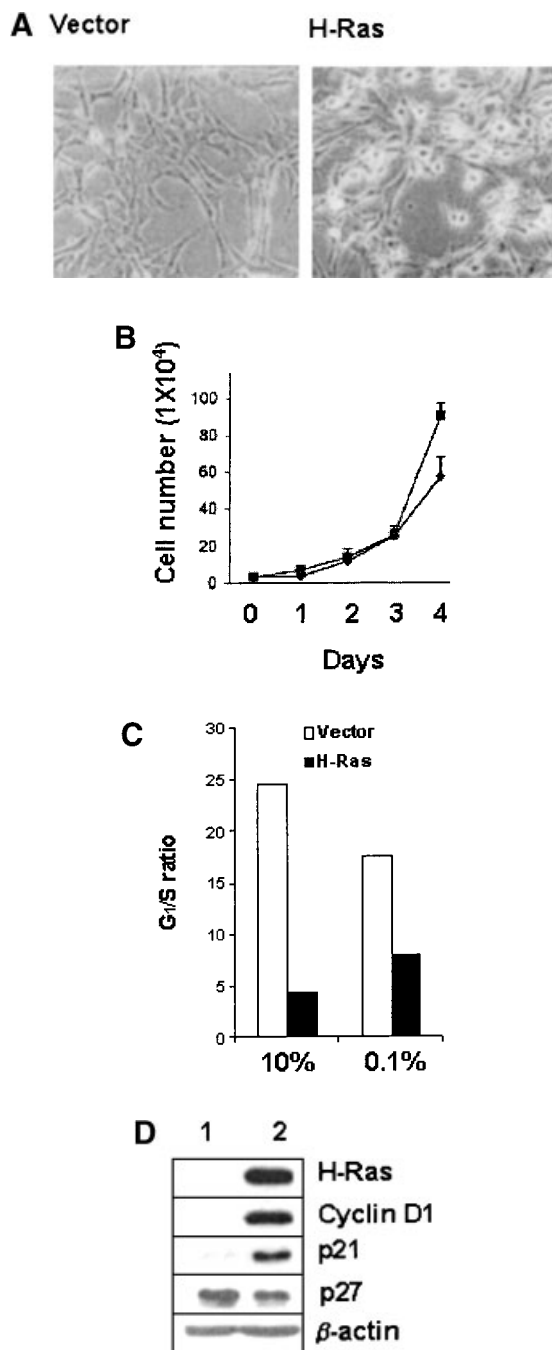 A Vector H-Ras
B
Cell number (1X10⁴)
100
80
60
40
20
0
0 1 2 3 4
Days
C
Vector
H-Ras
G1/S ratio
30
25
20
15
10
5
0
10% 0.1%
D 1 2
H-Ras
Cyclin D1
p21
p27
β-actin